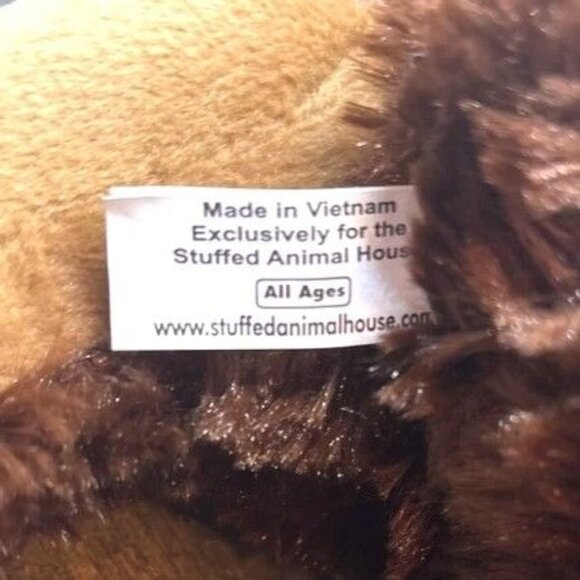 Made in Vietnam
Exclusively for the
Stuffed Animal Hous
All Ages
www.stuffedanimalhouse.com